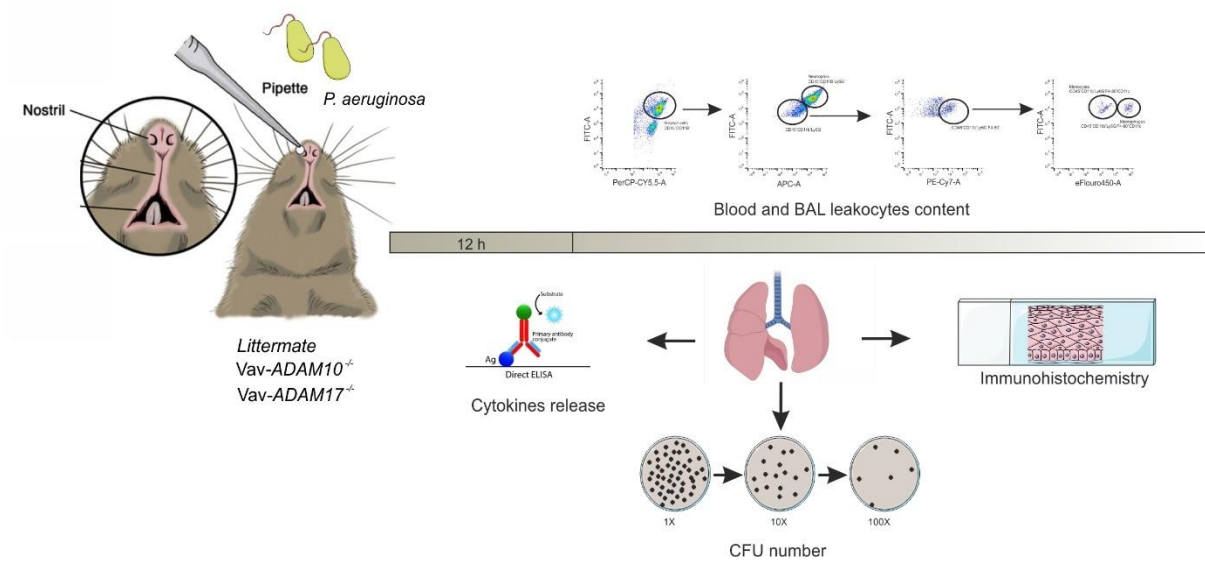 Nostril
Pipette
P. aeruginosa
Littermate
Vav-ADAM10-/-
Vav-ADAM17-/-
FITC-A
PerCP-CY5.5-A
FITC-A
APC-A
FITC-A
PE-Cy7-A
FITC-A
eFlouro450-A
Blood and BAL leakocytes content
12 h
Substrate
Primary antibody
conjugate
Ag
Direct ELISA
Cytokines release
Immunohistochemistry
1X
10X
100X
CFU number